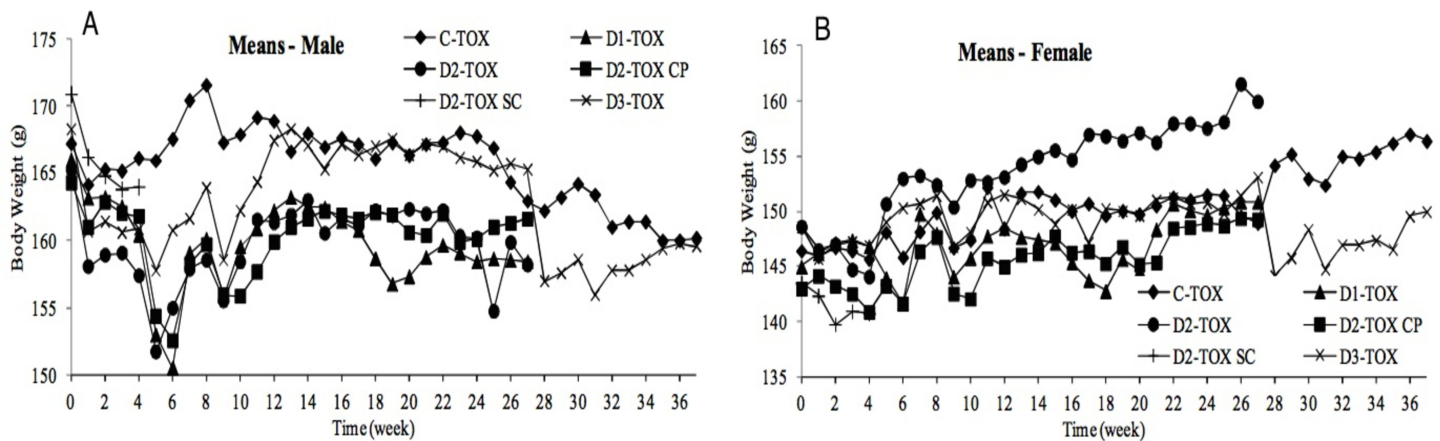 A
Means - Male
C-TOX D1-TOX
D2-TOX D2-TOX CP
D2-TOX SC D3-TOX
Body Weight (g)
175
170
165
160
155
150
0 2 4 6 8 10 12 14 16 18 20 22 24 26 28 30 32 34 36
Time (week)
B
Means - Female
Body Weight (g)
165
160
155
150
145
140
135
C-TOX D1-TOX
D2-TOX D2-TOX CP
D2-TOX SC D3-TOX
0 2 4 6 8 10 12 14 16 18 20 22 24 26 28 30 32 34 36
Time (week)